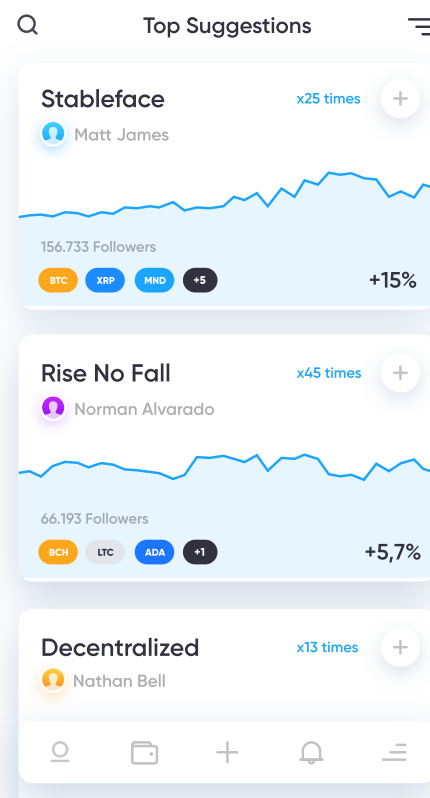 Top Suggestions
Stableface
x25 times
Matt James
156.733 Followers
BTC XRP MND +5
+15%
Rise No Fall
x45 times
Norman Alvarado
66.193 Followers
BCH LTC ADA +1
+5,7%
Decentralized
x13 times
Nathan Bell